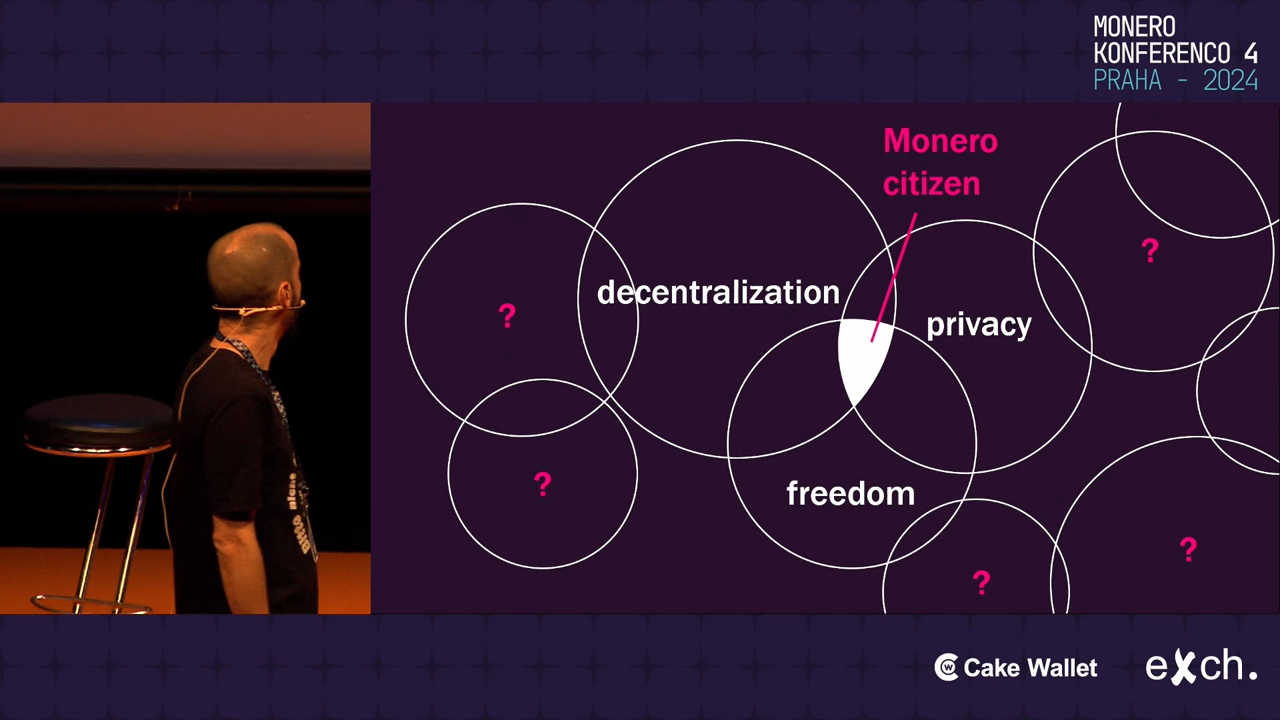 MONERO
KONFERENCO 4
PRAHA - 2024
Monero
citizen
decentralization
privacy
freedom
?
?
?
?
?
Cake Wallet
exch.